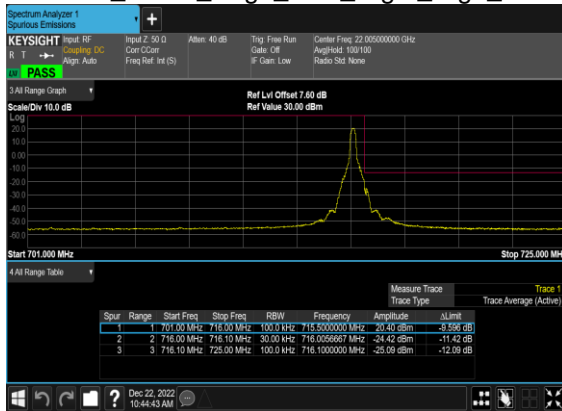 Spectrum Analyzer 1
Spurious Emissions
KEYSIGHT Input: RF
R T Coupling: DC
Align: Auto
LXI PASS
Input Z: 50 Ω
Corr CCorr
Freq Ref: Int (S)
Atten: 40 dB
Trig: Free Run
Gate: Off
IF Gain: Low
Center Freq: 22.005000000 GHz
Avg|Hold: 100/100
Radio Std: None
3 All Range Graph
Scale/Div 10.0 dB
Ref Lvl Offset 7.60 dB
Ref Value 30.00 dBm
Log
20.0
10.0
0.00
-10.0
-20.0
-30.0
-40.0
-50.0
-60.0
Start 701.000 MHz
Stop 725.000 MH
4 All Range Table
Measure Trace Trace 1
Trace Type Trace Average (Active)
Spur Range Start Freq Stop Freq RBW Frequency Amplitude ΔLimit
1 1 701.00 MHz 716.00 MHz 100.0 kHz 715.5000000 MHz 20.40 dBm -9.596 dB
2 2 716.00 MHz 716.10 MHz 30.00 kHz 716.0056667 MHz -24.42 dBm -11.42 dB
3 3 716.10 MHz 725.00 MHz 100.0 kHz 716.1000000 MHz -25.09 dBm -12.09 dB
?
Dec 22, 2022
10:44:43 AM